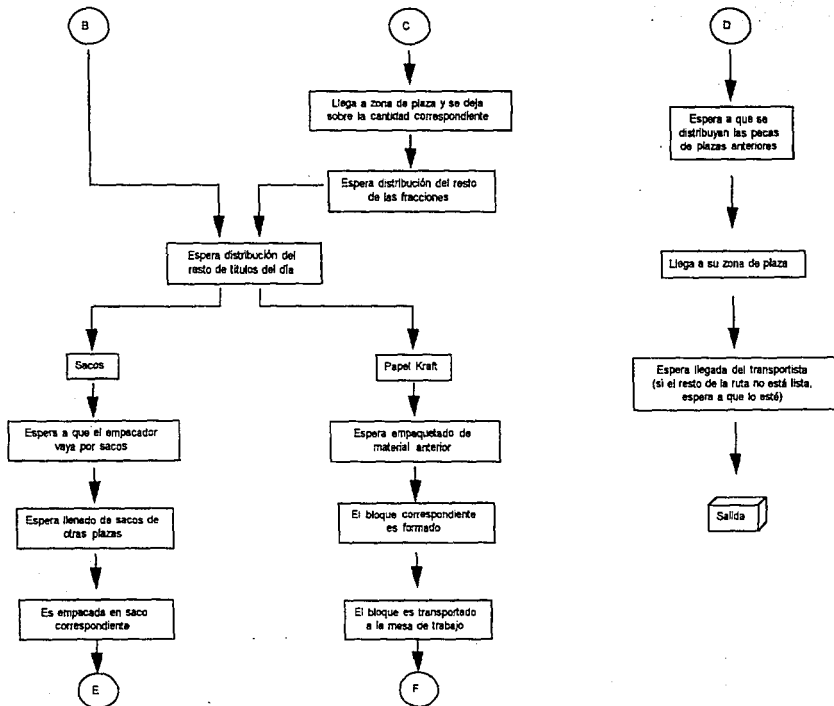 B
C
D
Llega a zona de plaza y se deja
sobre la cantidad correspondiente
Espera a que se
distribuyan las pacas
de plazas anteriores
Espera distribución del resto
de las fracciones
Espera distribución del
resto de títulos del día
Llega a su zona de plaza
Sacos
Papel Kraft
Espera llegada del transportista
(si el resto de la ruta no está lista,
espera a que lo esté)
Espera a que el empacador
vaya por sacos
Espera empaquetado de
material anterior
Espera llenado de sacos de
otras plazas
El bloque correspondiente
es formado
Salida
Es empacada en saco
correspondiente
El bloque es transportado
a la mesa de trabajo
E
F